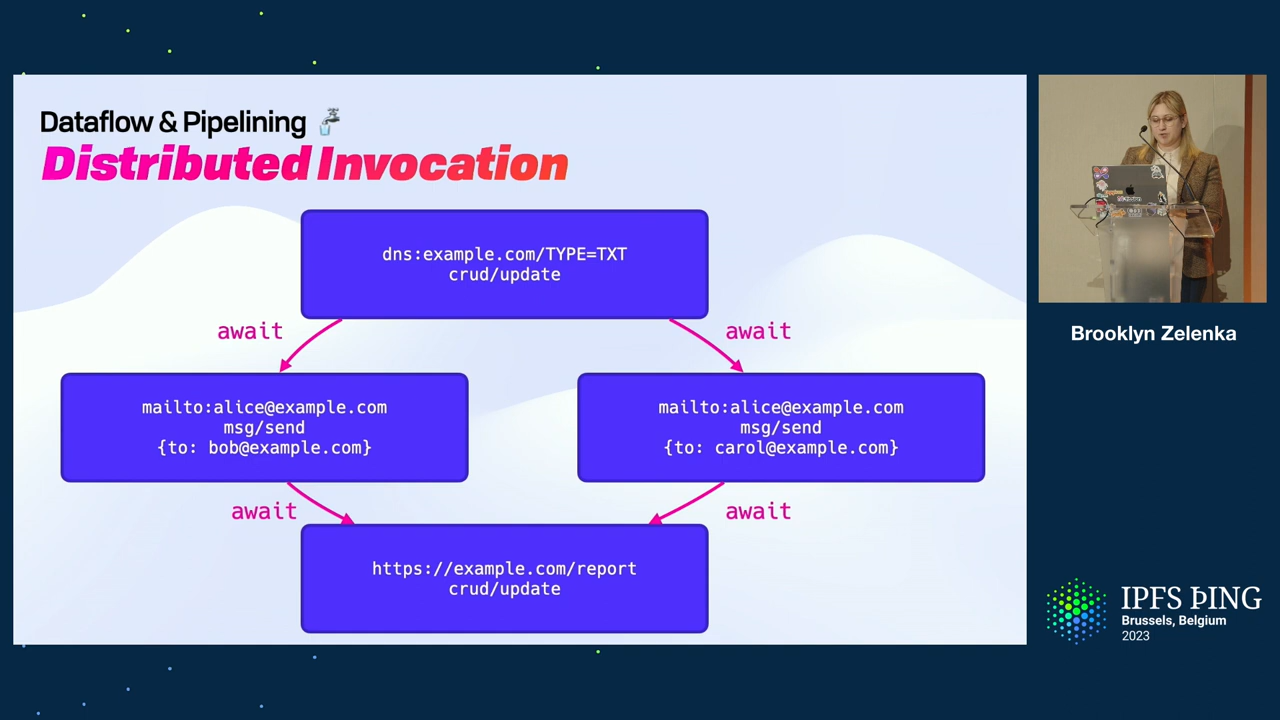 Dataflow & Pipelining
Distributed Invocation
dns:example.com/TYPE=TXT
crud/update
await
await
mailto:alice@example.com
msg/send
{to: bob@example.com}
mailto:alice@example.com
msg/send
{to: carol@example.com}
await
await
https://example.com/report
crud/update
Brooklyn Zelenka
IPFS ÞING
Brussels, Belgium
2023